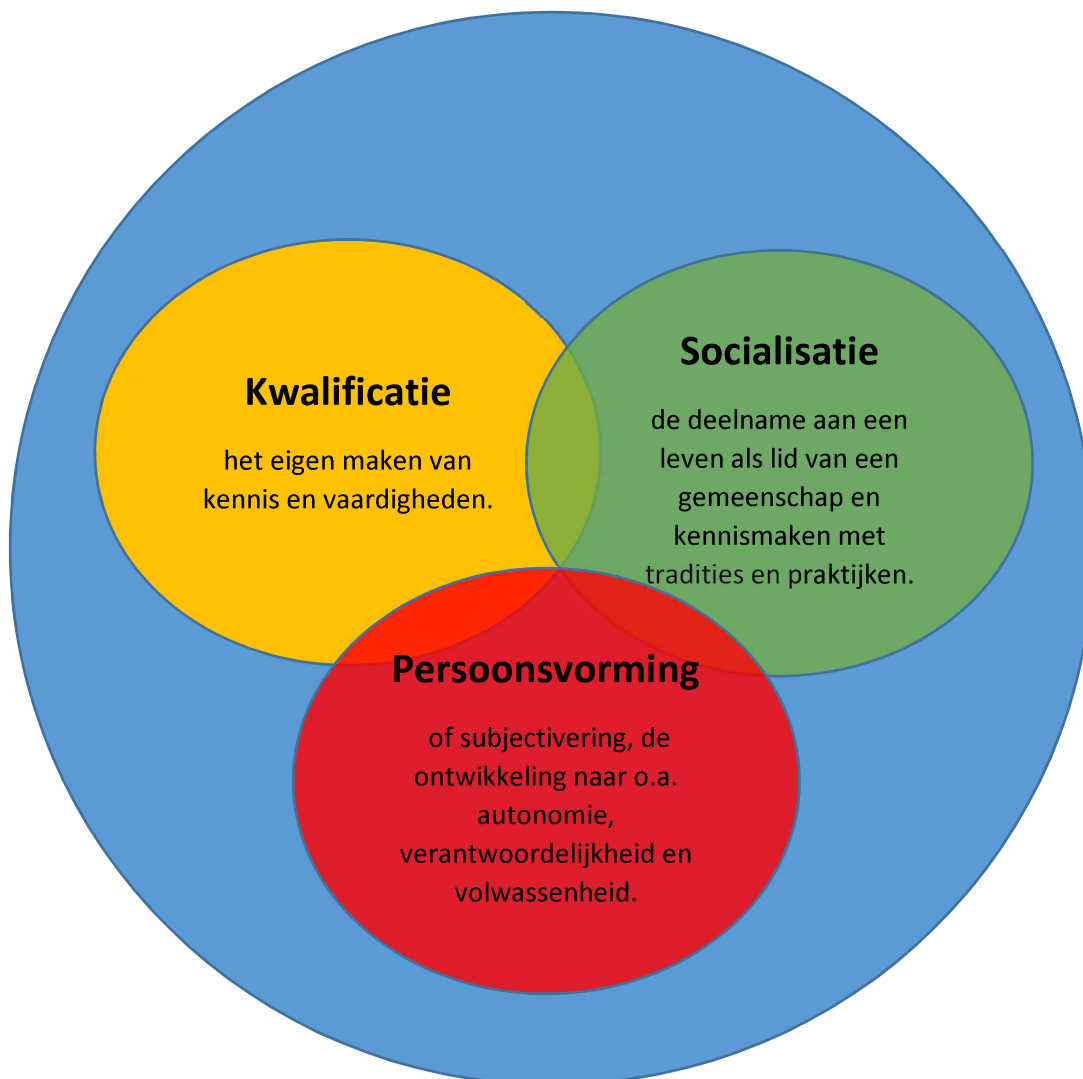 Kwalificatie
het eigen maken van
kennis en vaardigheden.
Socialisatie
de deelname aan een
leven als lid van een
gemeenschap en
kennismaken met
tradities en praktijken.
Persoonsvorming
of subjectivering, de
ontwikkeling naar o.a.
autonomie,
verantwoordelijkheid en
volwassenheid.